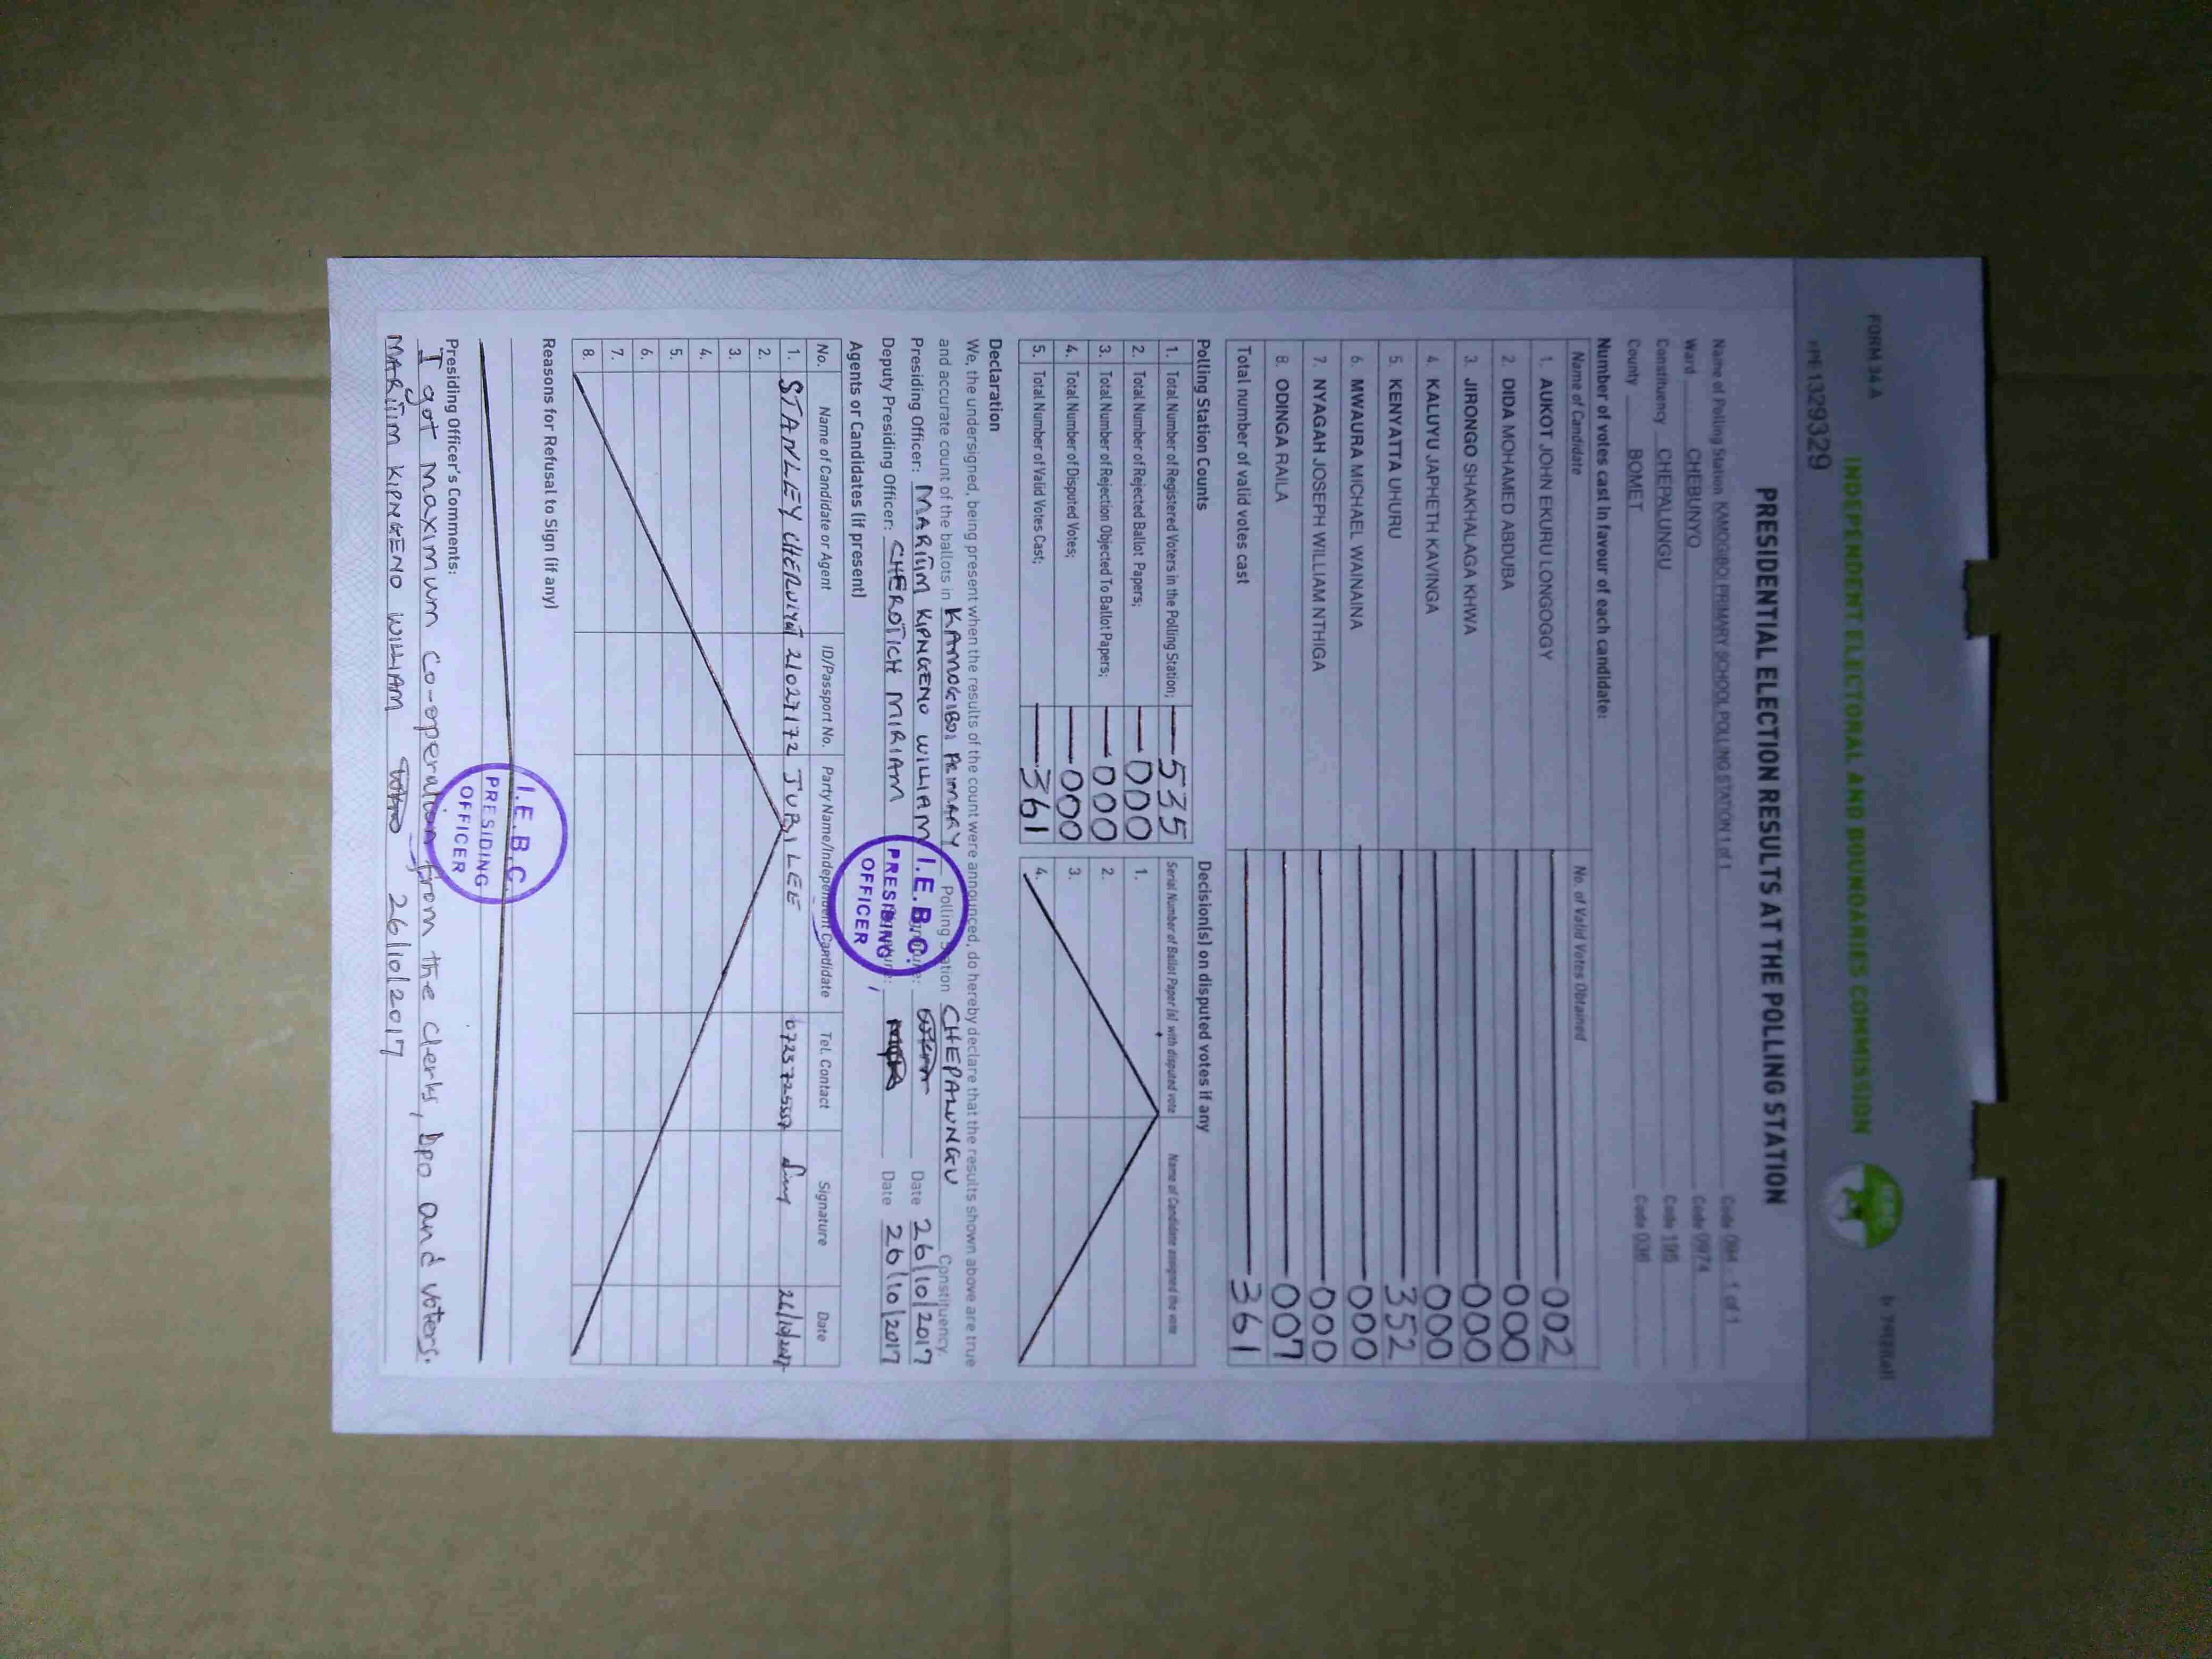 FORM 34 A
INDEPENDENT ELECTORAL AND BOUNDARIES COMMISSION
PRESIDENTIAL ELECTION RESULTS AT THE POLLING STATION
Name of Polling Station KAMOGIBOI PRIMARY SCHOOL POLLING STATION 1 of 1 Code 094 1 of 1
Ward CHEBUNYO Code 0974
Constituency CHEPALUNGU Code 195
County BOMET Code 036
Number of votes cast in favour of each candidate:
Name of Candidate No. of Valid Votes Obtained
1. AUKOT JOHN EKURU LONGOGGY 002
2. DIDA MOHAMED ABDUBA 000
3. JIRONGO SHAKHALAGA KHWA 000
4. KALUYU JAPHETH KAVINGA 000
5. KENYATTA UHURU 352
6. MWAURA MICHAEL WAINAINA 000
7. NYAGAH JOSEPH WILLIAM NTHIGA 000
8. ODINGA RAILA 007
Total number of valid votes cast 361
Polling Station Counts Decision(s) on disputed votes if any
Serial Number of Ballot Paper (s) with disputed vote Name of Candidate assigned the vote
1. Total Number of Registered Voters in the Polling Station; 535
2. Total Number of Rejected Ballot Papers; 000 1.
3. Total Number of Rejection Objected To Ballot Papers; 000 2.
4. Total Number of Disputed Votes; 000 3.
5. Total Number of Valid Votes Cast; 361 4.
Declaration
We, the undersigned, being present when the results of the count were announced, do hereby declare that the results shown above are true
and accurate count of the ballots in KAMOGIBOI PRIMARY Polling Station CHEPALUNGU Constituency.
Presiding Officer: MARITIM KIPNGENO WILLIAM Signature: Date 26/10/2017
Deputy Presiding Officer: CHEROTICH MIRIAM Signature: Date 26/10/2017
I.E.B.C.
PRESIDING
OFFICER
Agents or Candidates (if present)
No. Name of Candidate or Agent ID/Passport No. Party Name/Independent Candidate Tel. Contact Signature Date
1. STANLEY CHERUIYOT 21027172 JUBILEE 26/10/2017
2.
3.
4.
5.
6.
7.
8.
Reasons for Refusal to Sign (if any)
I.E.B.C.
PRESIDING
OFFICER
Presiding Officer's Comments:
I got maximum co-operation from the clerks, Dpo and voters.
MARITIM KIPNGENO WILLIAM 26/10/2017